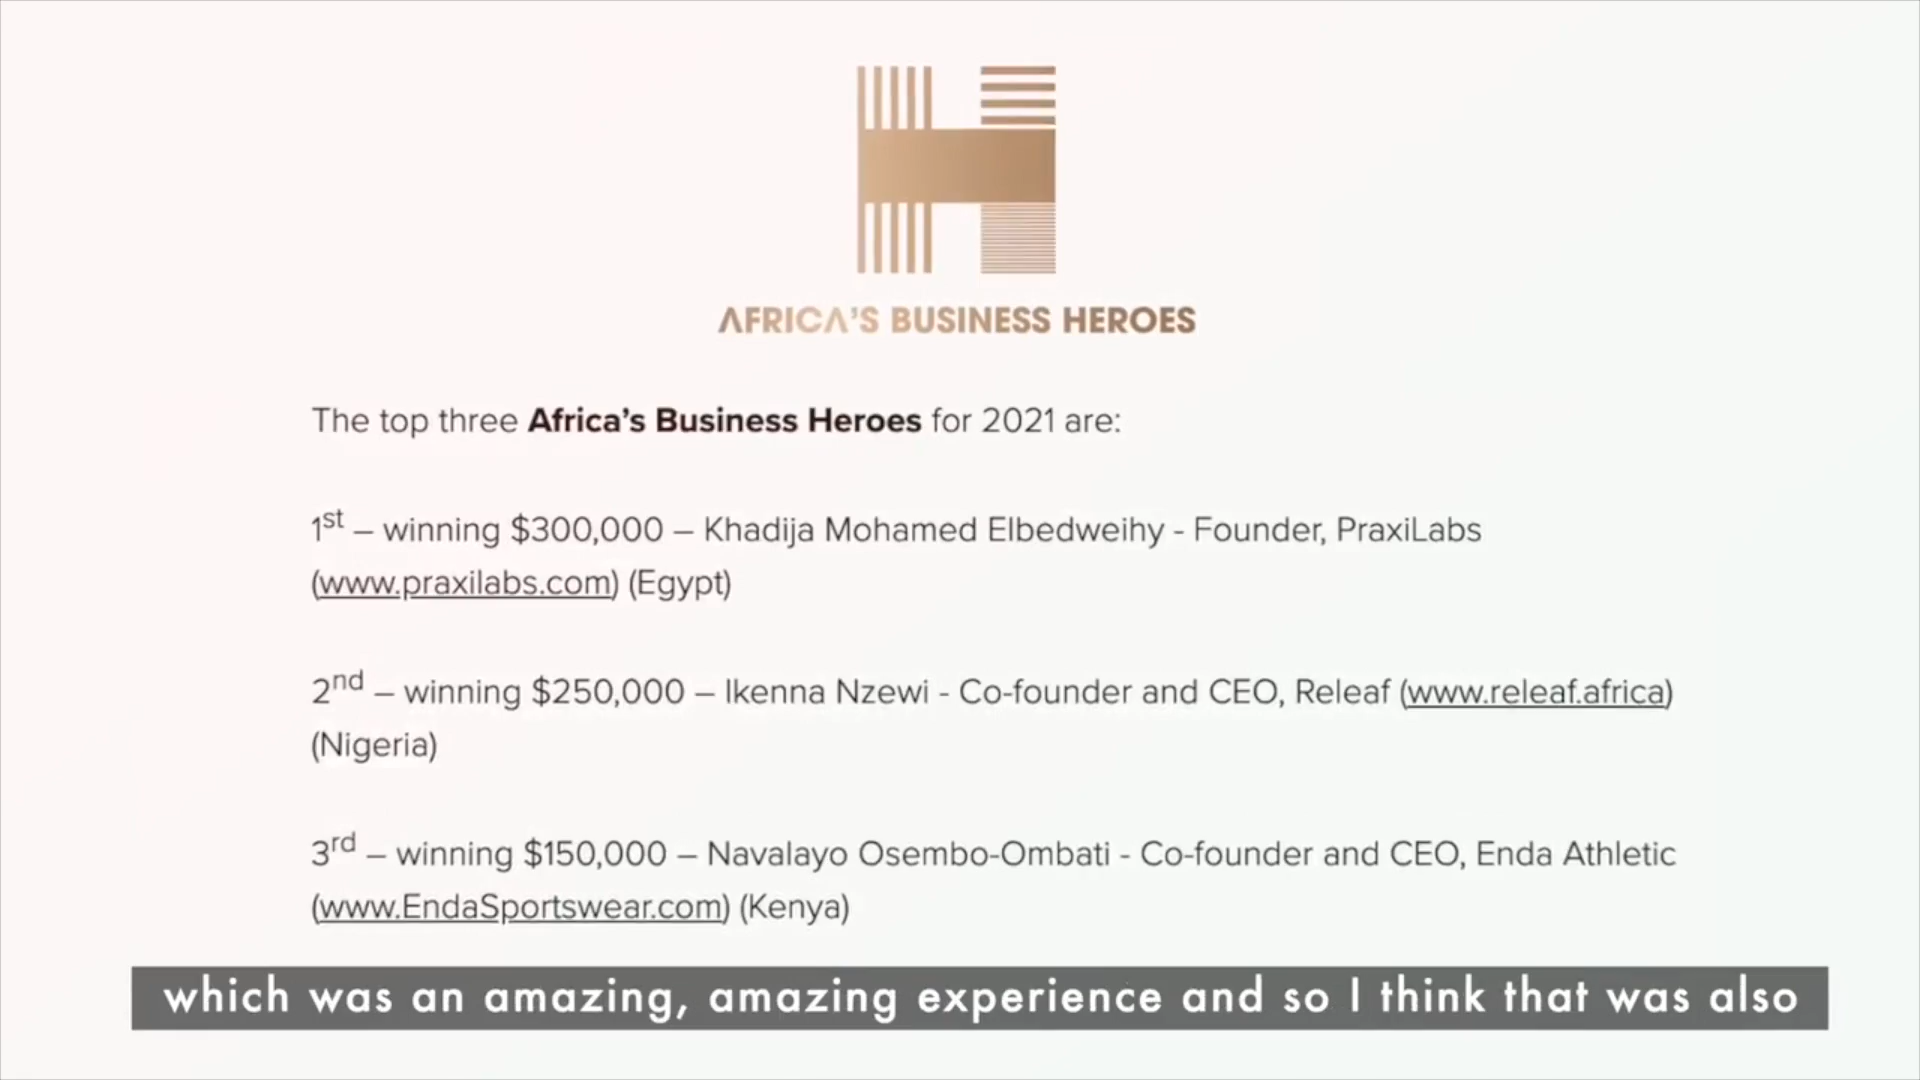 AFRICA'S BUSINESS HEROES
The top three Africa's Business Heroes for 2021 are:
1st – winning $300,000 – Khadija Mohamed Elbedweihy - Founder, PraxiLabs
(www.praxilabs.com) (Egypt)
2nd – winning $250,000 – Ikenna Nzewi - Co-founder and CEO, Releaf (www.releaf.africa)
(Nigeria)
3rd – winning $150,000 – Navalayo Osembo-Ombati - Co-founder and CEO, Enda Athletic
(www.EndaSportswear.com) (Kenya)
which was an amazing, amazing experience and so I think that was also